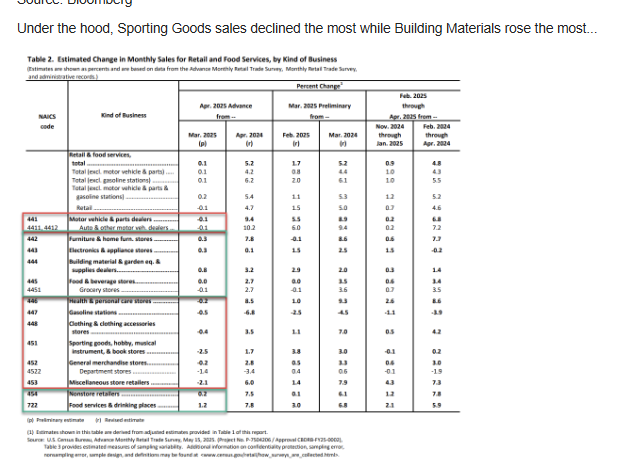 Source: Bloomberg
Under the hood, Sporting Goods sales declined the most while Building Materials rose the most...
Table 2. Estimated Change in Monthly Sales for Retail and Food Services, by Kind of Business
(Estimates are shown as percents and are based on data from the Advance Monthly Retail Trade Survey, Monthly Retail Trade Survey,
and administrative records.)
Percent Change¹
NAICS code Kind of Business Apr. 2025 Advance from -- Mar. 2025 Preliminary from -- Feb. 2025 through Apr. 2025 from --
Mar. 2025 (p) Apr. 2024 (r) Feb. 2025 (r) Mar. 2024 (r) Nov. 2024 through Jan. 2025 Feb. 2024 through Apr. 2024
Retail & food services,
total 0.1 5.2 1.7 5.2 0.9 4.8
Total (excl. motor vehicle & parts) 0.1 4.2 0.8 4.4 1.0 4.3
Total (excl. gasoline stations) 0.1 6.2 2.0 6.1 1.0 5.5
Total (excl. motor vehicle & parts &
gasoline stations) 0.2 5.4 1.1 5.3 1.2 5.2
Retail -0.1 4.7 1.5 5.0 0.7 4.6
441 Motor vehicle & parts dealers -0.1 9.4 5.5 8.9 0.2 6.8
4411, 4412 Auto & other motor veh. dealers -0.1 10.2 6.0 9.4 0.2 7.2
442 Furniture & home furn. stores 0.3 7.8 -0.1 8.6 0.6 7.7
443 Electronics & appliance stores 0.3 0.1 1.5 2.5 1.5 -0.2
444 Building material & garden eq. &
supplies dealers 0.8 3.2 2.9 2.0 0.3 1.4
445 Food & beverage stores 0.0 2.7 0.0 3.5 0.6 3.4
4451 Grocery stores -0.1 2.7 -0.1 3.6 0.7 3.5
446 Health & personal care stores -0.2 8.5 1.0 9.3 2.6 8.6
447 Gasoline stations -0.5 -6.8 -2.5 -4.5 -1.1 -3.9
448 Clothing & clothing accessories
stores -0.4 3.5 1.1 7.0 0.5 4.2
451 Sporting goods, hobby, musical
instrument, & book stores -2.5 1.7 3.8 3.0 -0.1 0.2
452 General merchandise stores -0.2 2.8 0.5 3.3 0.6 3.0
4522 Department stores -1.4 -3.4 0.4 0.6 -0.1 -1.9
453 Miscellaneous store retailers -2.1 6.0 1.4 7.9 4.3 7.3
454 Nonstore retailers 0.2 7.5 0.1 6.1 1.2 7.8
722 Food services & drinking places 1.2 7.8 3.0 6.8 2.1 5.9
(p) Preliminary estimate (r) Revised estimate
(1) Estimates shown in this table are derived from adjusted estimates provided in Table 1 of this report.
Source: U.S. Census Bureau, Advance Monthly Retail Trade Survey, May 15, 2025.
Table 3 provides estimated measures of sampling variability. Additional information on confidentiality protection, sampling error,
nonsampling error, sample design, and definitions may be found at <www.census.gov/retail/how_surveys_are_collected.html>.